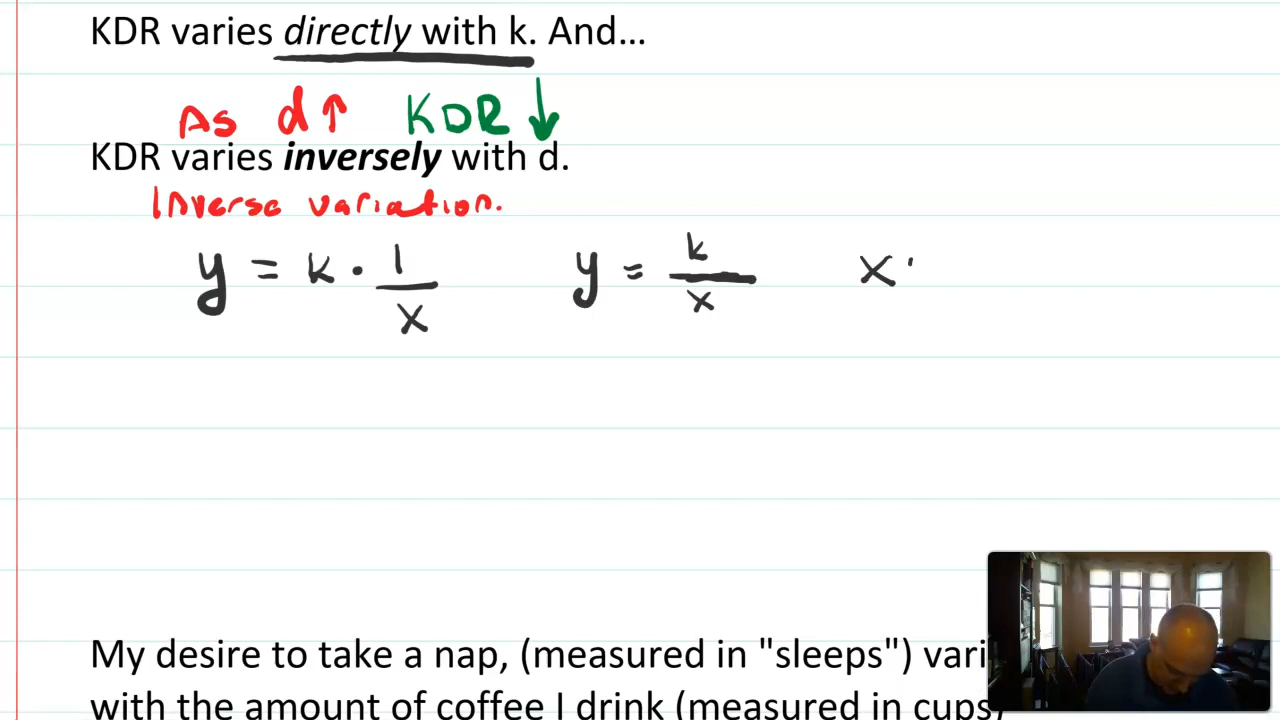 KDR varies directly with k. And...
As d↑ KDR ↓
KDR varies inversely with d.
Inverse variation.
y = k · 1/x y = k/x x ·
My desire to take a nap, (measured in "sleeps")
with the amount of coffee I drink (measured in cups)